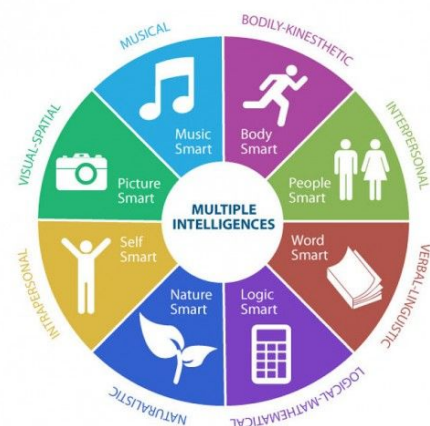 MUSICAL
BODILY-KINESTHETIC
VISUAL-SPATIAL
INTERPERSONAL
Music
Smart
Body
Smart
Picture
Smart
People
Smart
MULTIPLE
INTELLIGENCES
Self
Smart
Word
Smart
Nature
Smart
Logic
Smart
INTRAPERSONAL
VERBAL-LINGUISTIC
NATURALISTIC
LOGICAL-MATHEMATICAL